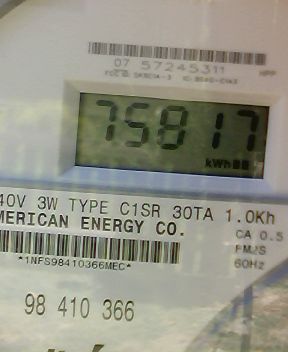 07 57245311
75817
kWh
40V 3W TYPE C1SR 30TA 1.0Kh
MERICAN ENERGY CO.
CA 0.5
FM2S
60Hz
*1NFS98410366MEC*
98 410 366